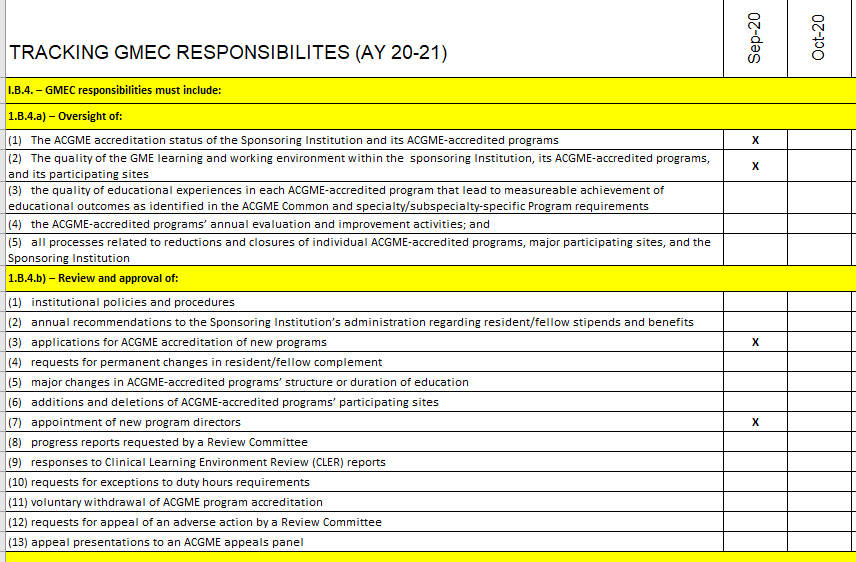 TRACKING GMEC RESPONSIBILITES (AY 20-21)
Sep-20
Oct-20
I.B.4. – GMEC responsibilities must include:
1.B.4.a) – Oversight of:
(1) The ACGME accreditation status of the Sponsoring Institution and its ACGME-accredited programs X
(2) The quality of the GME learning and working environment within the sponsoring Institution, its ACGME-accredited programs,
and its participating sites X
(3) the quality of educational experiences in each ACGME-accredited program that lead to measureable achievement of
educational outcomes as identified in the ACGME Common and specialty/subspecialty-specific Program requirements
(4) the ACGME-accredited programs’ annual evaluation and improvement activities; and
(5) all processes related to reductions and closures of individual ACGME-accredited programs, major participating sites, and the
Sponsoring Institution
1.B.4.b) – Review and approval of:
(1) institutional policies and procedures
(2) annual recommendations to the Sponsoring Institution’s administration regarding resident/fellow stipends and benefits
(3) applications for ACGME accreditation of new programs X
(4) requests for permanent changes in resident/fellow complement
(5) major changes in ACGME-accredited programs’ structure or duration of education
(6) additions and deletions of ACGME-accredited programs’ participating sites
(7) appointment of new program directors X
(8) progress reports requested by a Review Committee
(9) responses to Clinical Learning Environment Review (CLER) reports
(10) requests for exceptions to duty hours requirements
(11) voluntary withdrawal of ACGME program accreditation
(12) requests for appeal of an adverse action by a Review Committee
(13) appeal presentations to an ACGME appeals panel